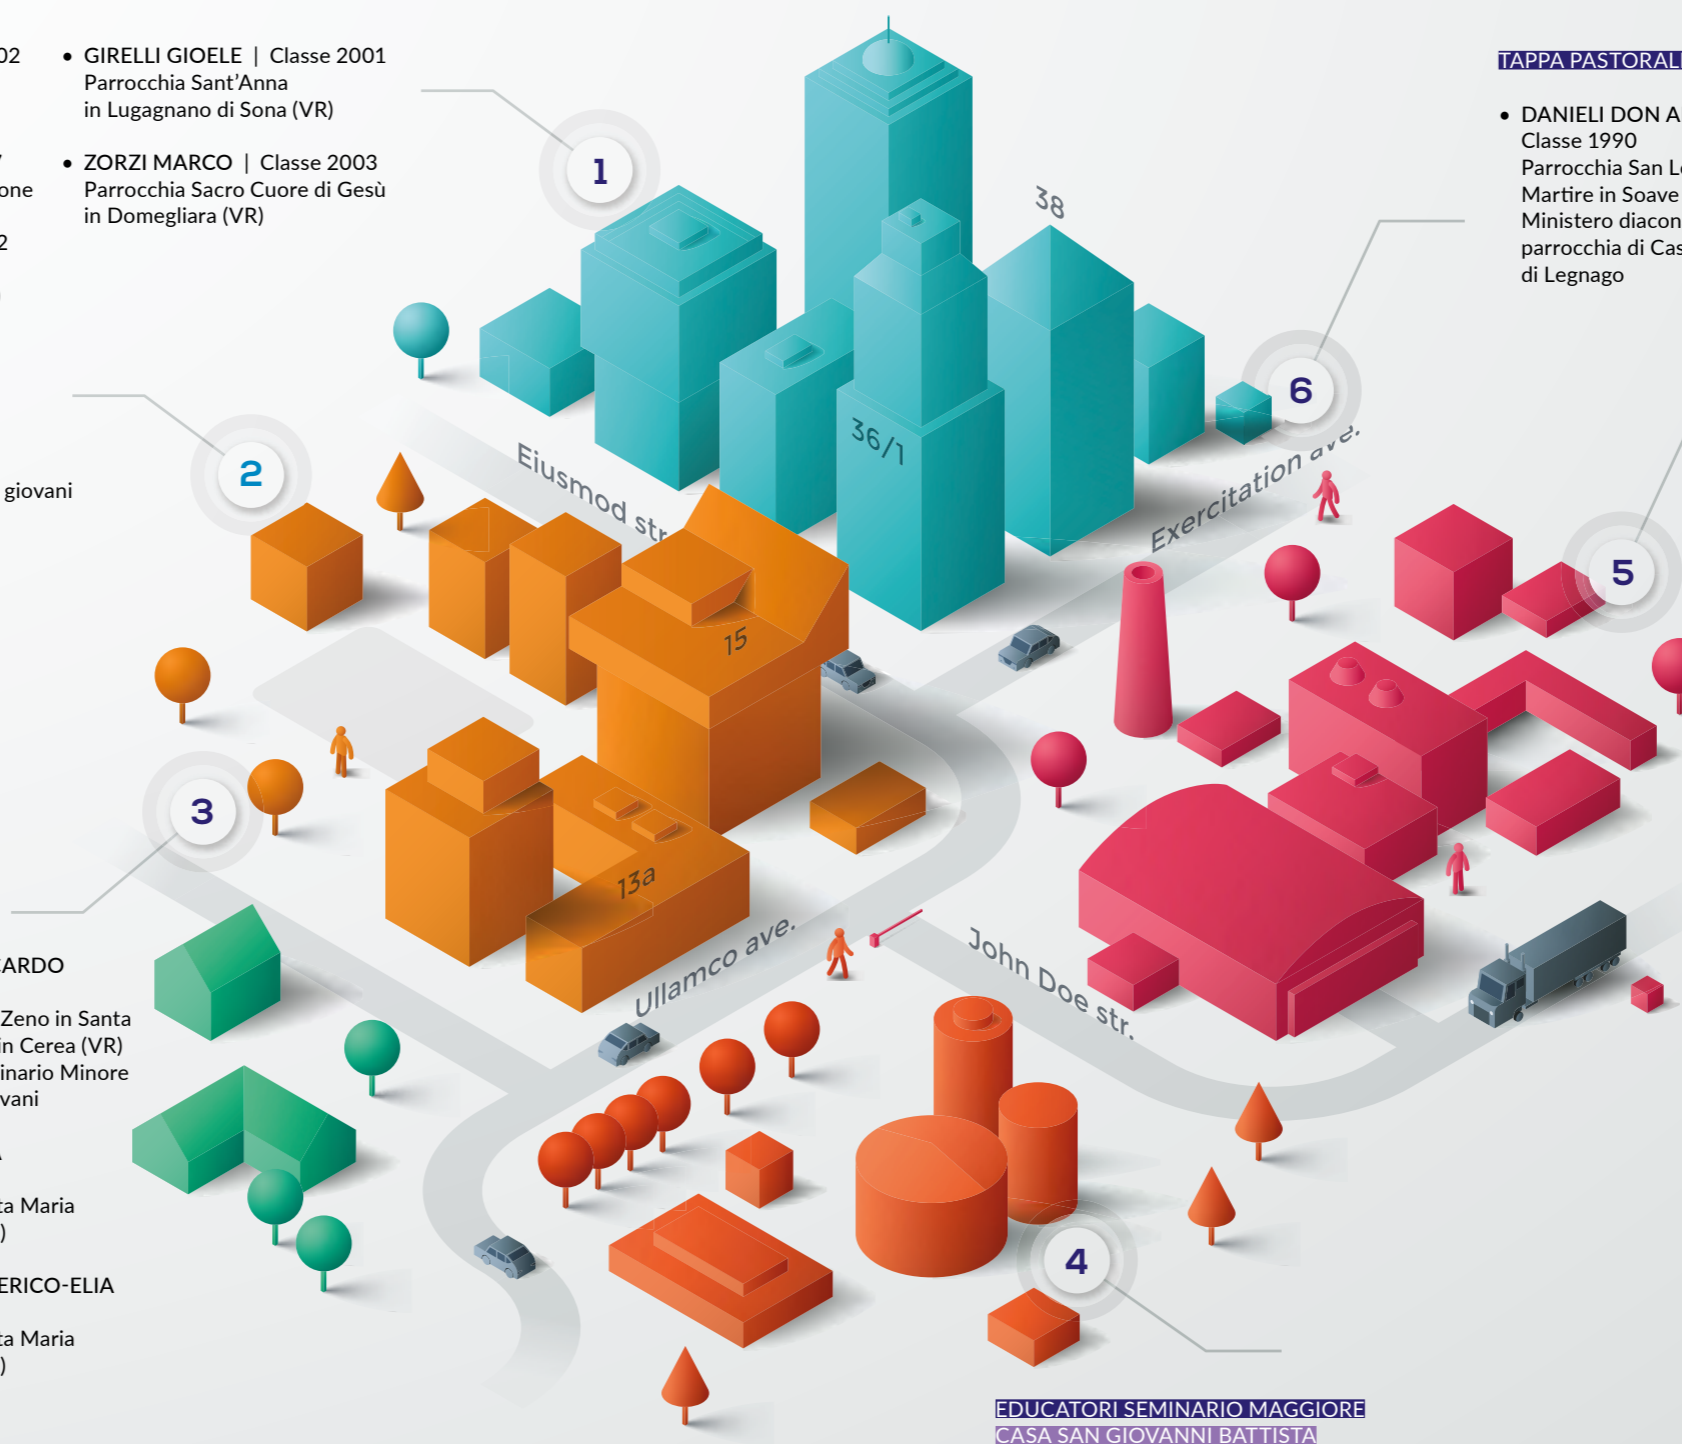 02
• GIRELLI GIOELE | Classe 2001
Parrocchia Sant'Anna
in Lugagnano di Sona (VR)
• ZORZI MARCO | Classe 2003
Parrocchia Sacro Cuore di Gesù
in Domegliara (VR)
one
2
giovani
1
2
3
CARDO
Zeno in Santa
in Cerea (VR)
inario Minore
vani
ta Maria
)
ERICO-ELIA
ta Maria
)
38
36/1
Eiusmod str.
15
13a
Ullamco ave.
John Doe str.
Exercitation ave.
TAPPA PASTORAL
• DANIELI DON A
Classe 1990
Parrocchia San L
Martire in Soave
Ministero diacon
parrocchia di Cas
di Legnago
6
5
4
EDUCATORI SEMINARIO MAGGIORE
CASA SAN GIOVANNI BATTISTA